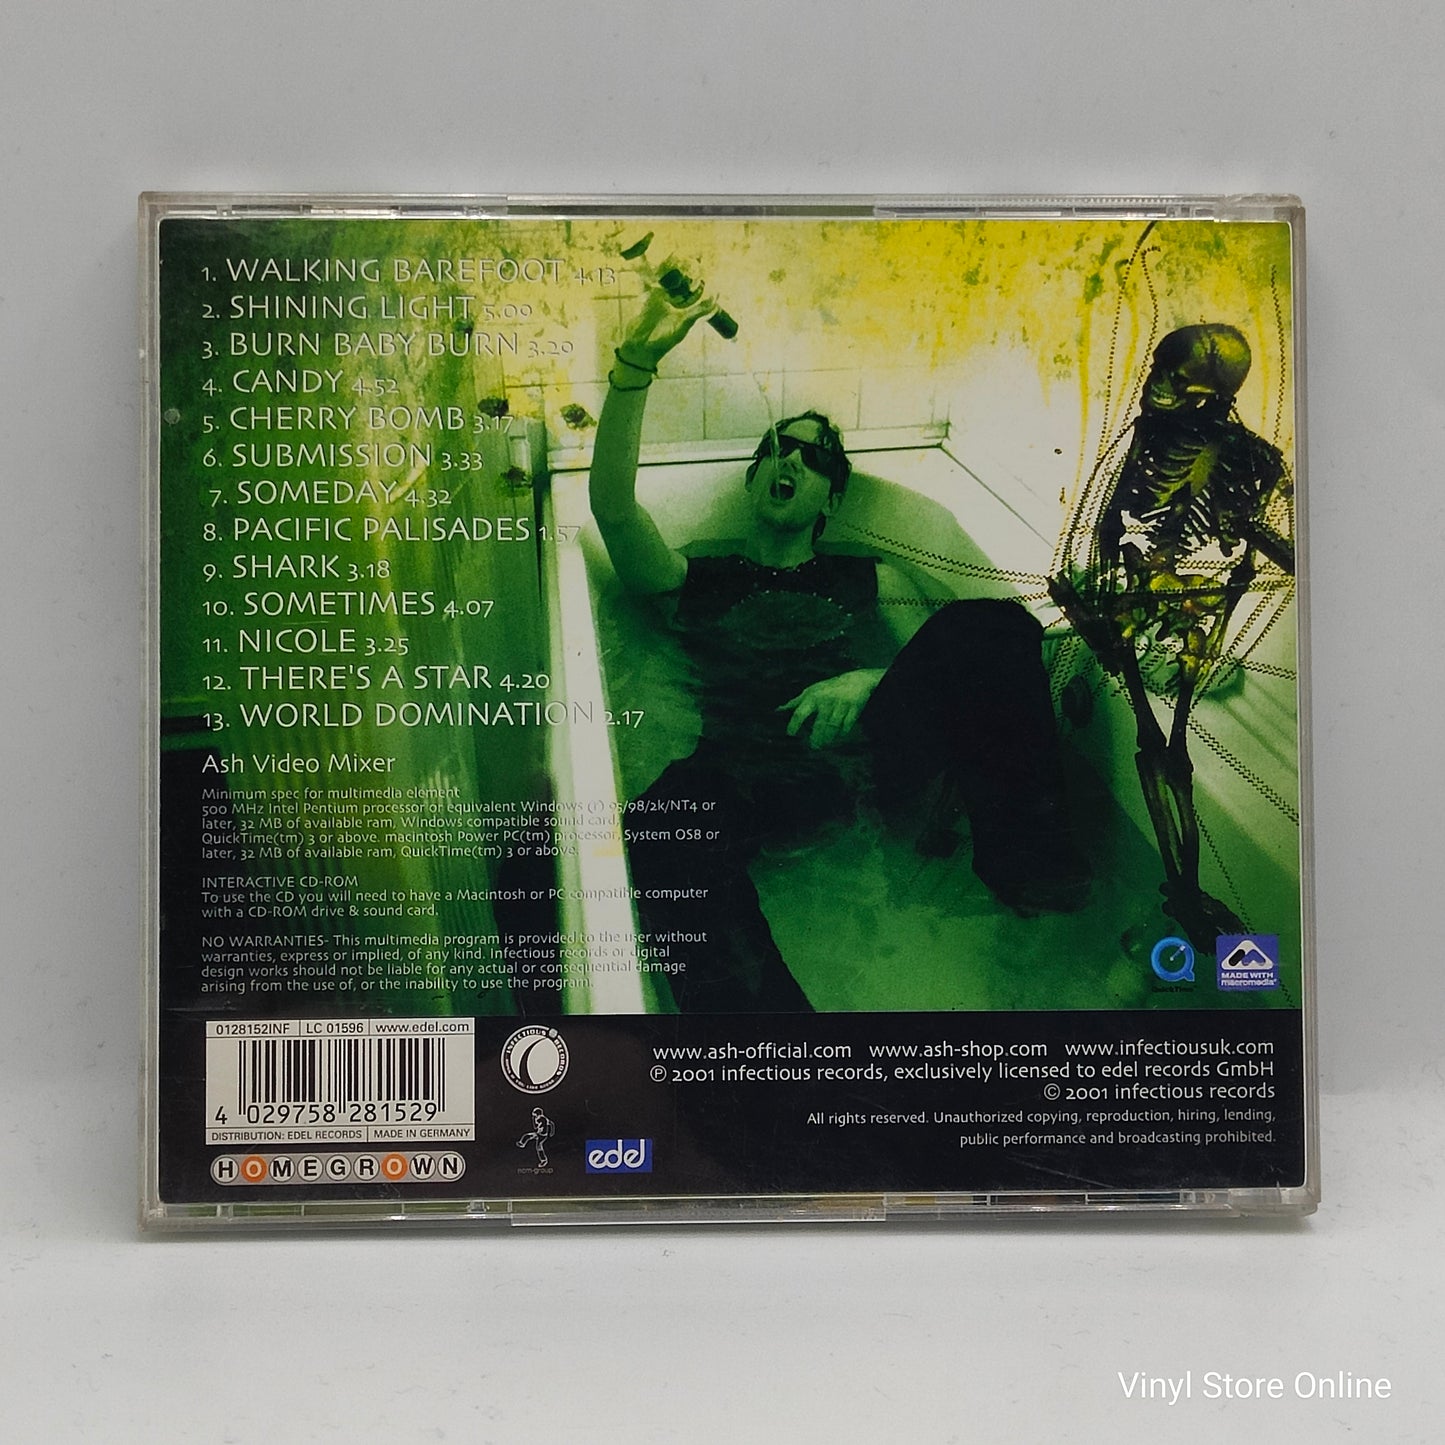 1. WALKING BAREFOOT 4.13
2. SHINING LIGHT 5.00
3. BURN BABY BURN 3.20
4. CANDY 4.52
5. CHERRY BOMB 3.17
6. SUBMISSION 3.33
7. SOMEDAY 4.32
8. PACIFIC PALISADES 1.57
9. SHARK 3.18
10. SOMETIMES 4.07
11. NICOLE 3.25
12. THERE'S A STAR 4.20
13. WORLD DOMINATION 2.17
Ash Video Mixer
Minimum spec for multimedia element
500 MHz Intel Pentium processor or equivalent Windows (r) 95/98/2k/NT4 or
later, 32 MB of available ram, Windows compatible sound card,
QuickTime(tm) 3 or above. macintosh Power PC(tm) processor, System OS8 or
later, 32 MB of available ram, QuickTime(tm) 3 or above.
INTERACTIVE CD-ROM
To use the CD you will need to have a Macintosh or PC compatible computer
with a CD-ROM drive & sound card.
NO WARRANTIES- This multimedia program is provided to the user without
warranties, express or implied, of any kind. Infectious records or digital
design works should not be liable for any actual or consequential damage
arising from the use of, or the inability to use the program.
QuickTime™
MADE WITH
macromedia®
0128152INF LC 01596 www.edel.com
4 029758 281529
DISTRIBUTION: EDEL RECORDS MADE IN GERMANY
HOMEGROWN
INFECTIOUS RECORDS
edel
www.ash-official.com www.ash-shop.com www.infectiousuk.com
℗ 2001 infectious records, exclusively licensed to edel records GmbH
© 2001 infectious records
All rights reserved. Unauthorized copying, reproduction, hiring, lending,
public performance and broadcasting prohibited.
Vinyl Store Online